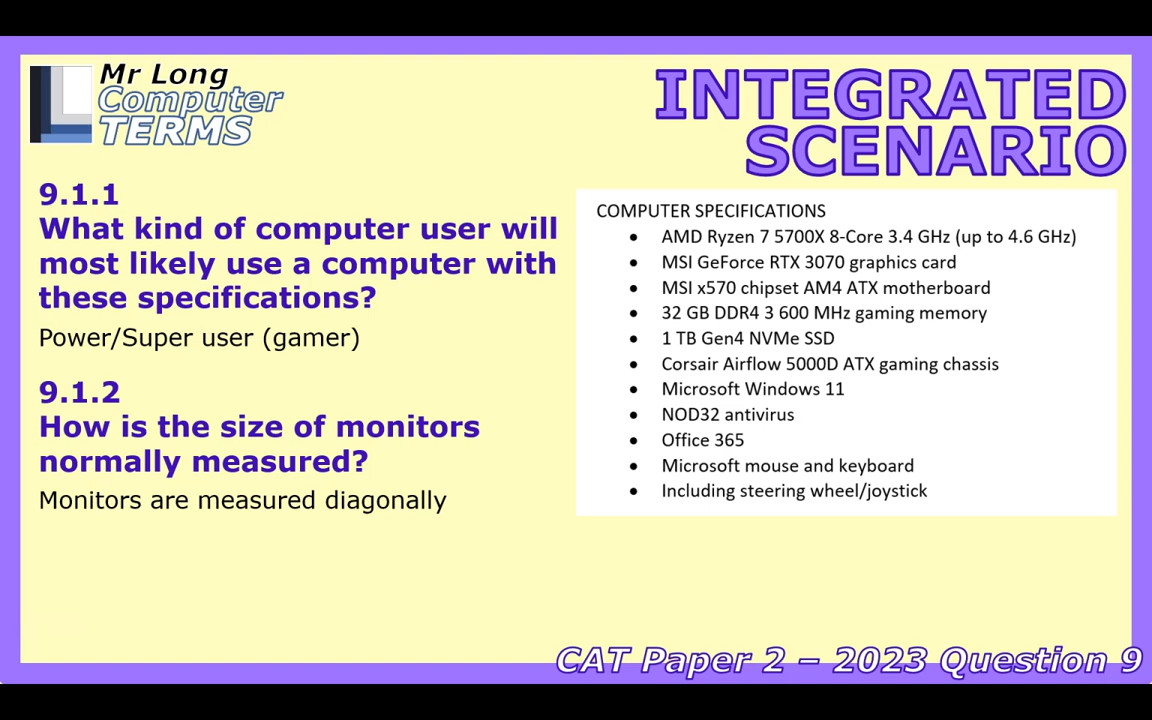 Mr Long
Computer
TERMS
INTEGRATED
SCENARIO
9.1.1
What kind of computer user will
most likely use a computer with
these specifications?
Power/Super user (gamer)
9.1.2
How is the size of monitors
normally measured?
Monitors are measured diagonally
COMPUTER SPECIFICATIONS
• AMD Ryzen 7 5700X 8-Core 3.4 GHz (up to 4.6 GHz)
• MSI GeForce RTX 3070 graphics card
• MSI x570 chipset AM4 ATX motherboard
• 32 GB DDR4 3 600 MHz gaming memory
• 1 TB Gen4 NVMe SSD
• Corsair Airflow 5000D ATX gaming chassis
• Microsoft Windows 11
• NOD32 antivirus
• Office 365
• Microsoft mouse and keyboard
• Including steering wheel/joystick
CAT Paper 2 – 2023 Question 9